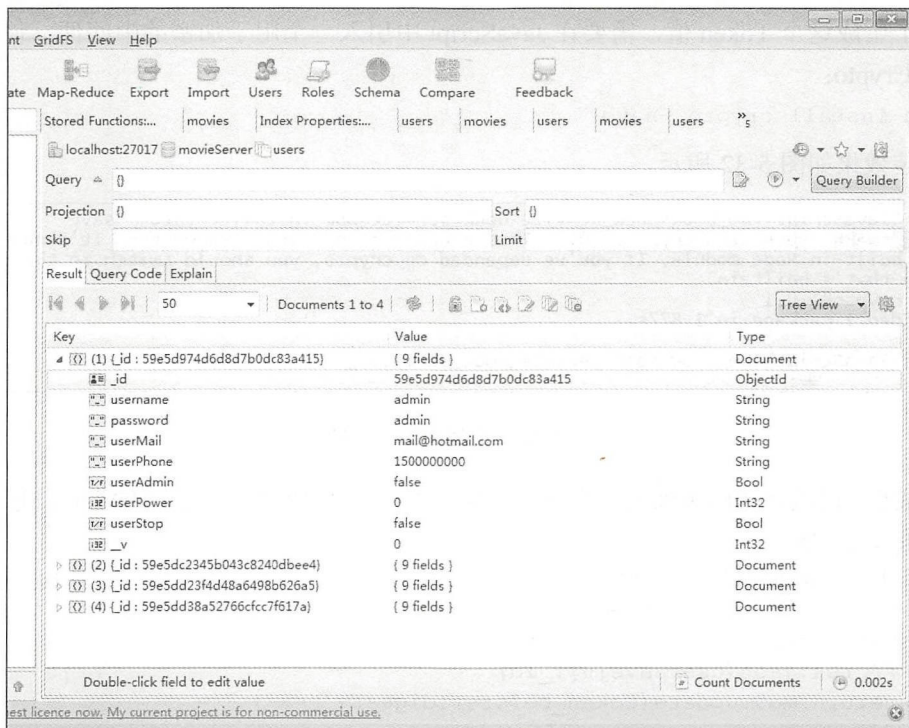 nt GridFS View Help
ate Map-Reduce Export Import Users Roles Schema Compare Feedback
Stored Functions:... movies Index Properties:... users movies users movies users »5
localhost:27017 movieServer users
Query {} Query Builder
Projection {} Sort {}
Skip Limit
Result Query Code Explain
50 Documents 1 to 4 Tree View
Key Value Type
(1) {_id : 59e5d974d6d8d7b0dc83a415} { 9 fields } Document
_id 59e5d974d6d8d7b0dc83a415 ObjectId
username admin String
password admin String
userMail mail@hotmail.com String
userPhone 1500000000 String
userAdmin false Bool
userPower 0 Int32
userStop false Bool
__v 0 Int32
(2) {_id : 59e5dc2345b043c8240dbee4} { 9 fields } Document
(3) {_id : 59e5dd23f4d48a6498b626a5} { 9 fields } Document
(4) {_id : 59e5dd38a52766cfcc7f617a} { 9 fields } Document
Double-click field to edit value Count Documents 0.002s
est licence now. My current project is for non-commercial use.